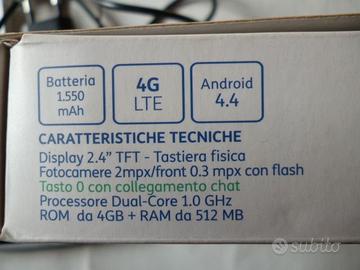 Batteria
1.550
mAh
4G
LTE
Android
4.4
CARATTERISTICHE TECNICHE
Display 2.4” TFT - Tastiera fisica
Fotocamere 2mpx/front 0.3 mpx con flash
Tasto 0 con collegamento chat
Processore Dual-Core 1.0 GHz
ROM da 4GB + RAM da 512 MB
subito